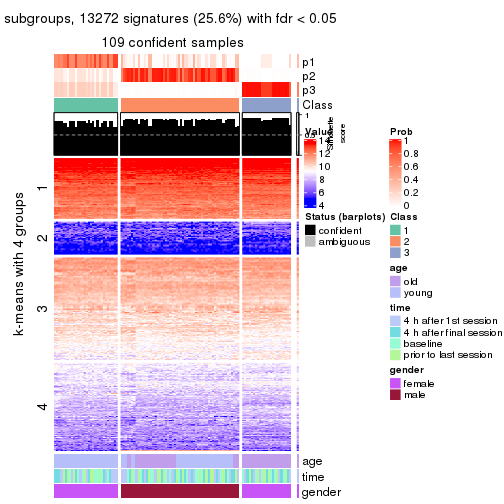 subgroups, 13272 signatures (25.6%) with fdr < 0.05
109 confident samples
p1
p2
p3
Class
1
score
Value
14
12
10
8
6
4
Prob
1
0.8
0.6
0.4
0.2
0
Status (barplots)
confident
ambiguous
Class
1
2
3
age
old
young
time
4 h after 1st session
4 h after final session
baseline
prior to last session
gender
female
male
k-means with 4 groups
1
2
3
4
age
time
gender